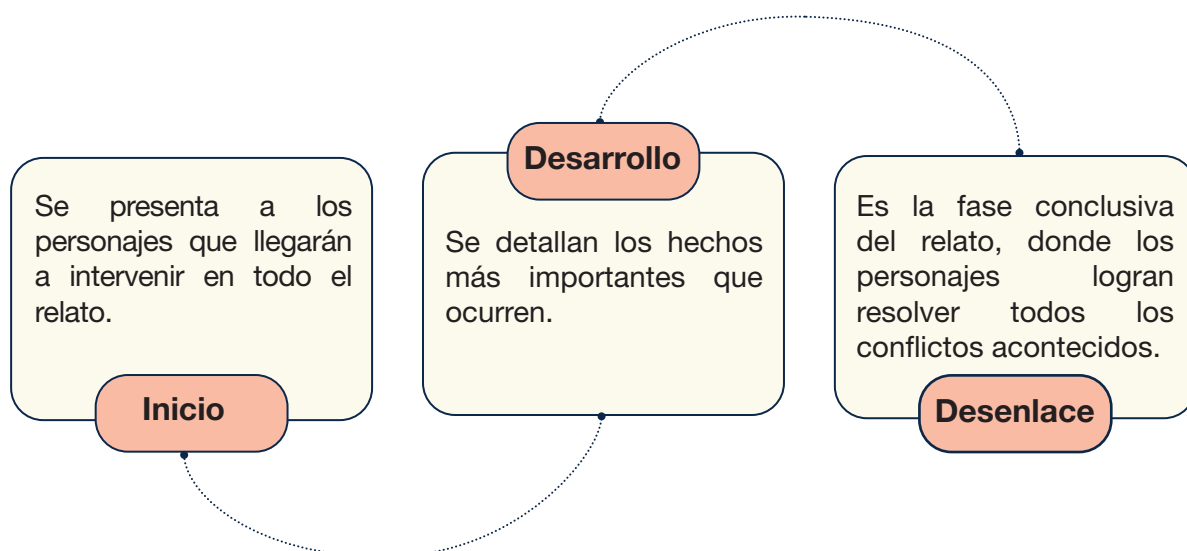 Se presenta a los
personajes que llegarán
a intervenir en todo el
relato.
Inicio
Desarrollo
Se detallan los hechos
más importantes que
ocurren.
Es la fase conclusiva
del relato, donde los
personajes logran
resolver todos los
conflictos acontecidos.
Desenlace